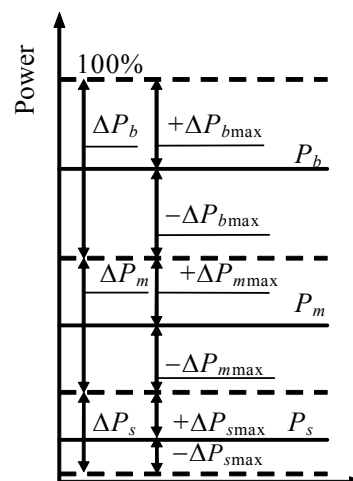 Power
100%
ΔP_b +ΔP_bmax
P_b
−ΔP_bmax
ΔP_m +ΔP_mmax
P_m
−ΔP_mmax
ΔP_s +ΔP_smax P_s
−ΔP_smax